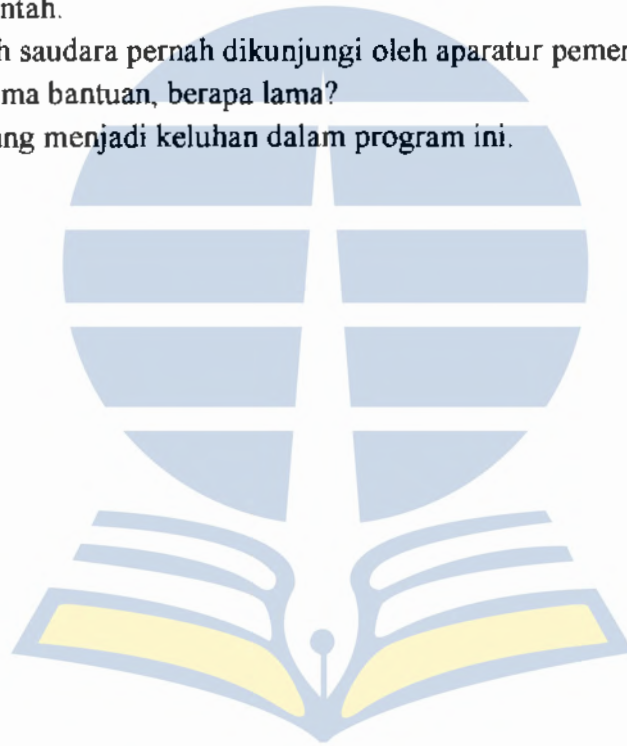 ntah.
h saudara pernah dikunjungi oleh aparatur pemer
ma bantuan, berapa lama?
ng menjadi keluhan dalam program ini.